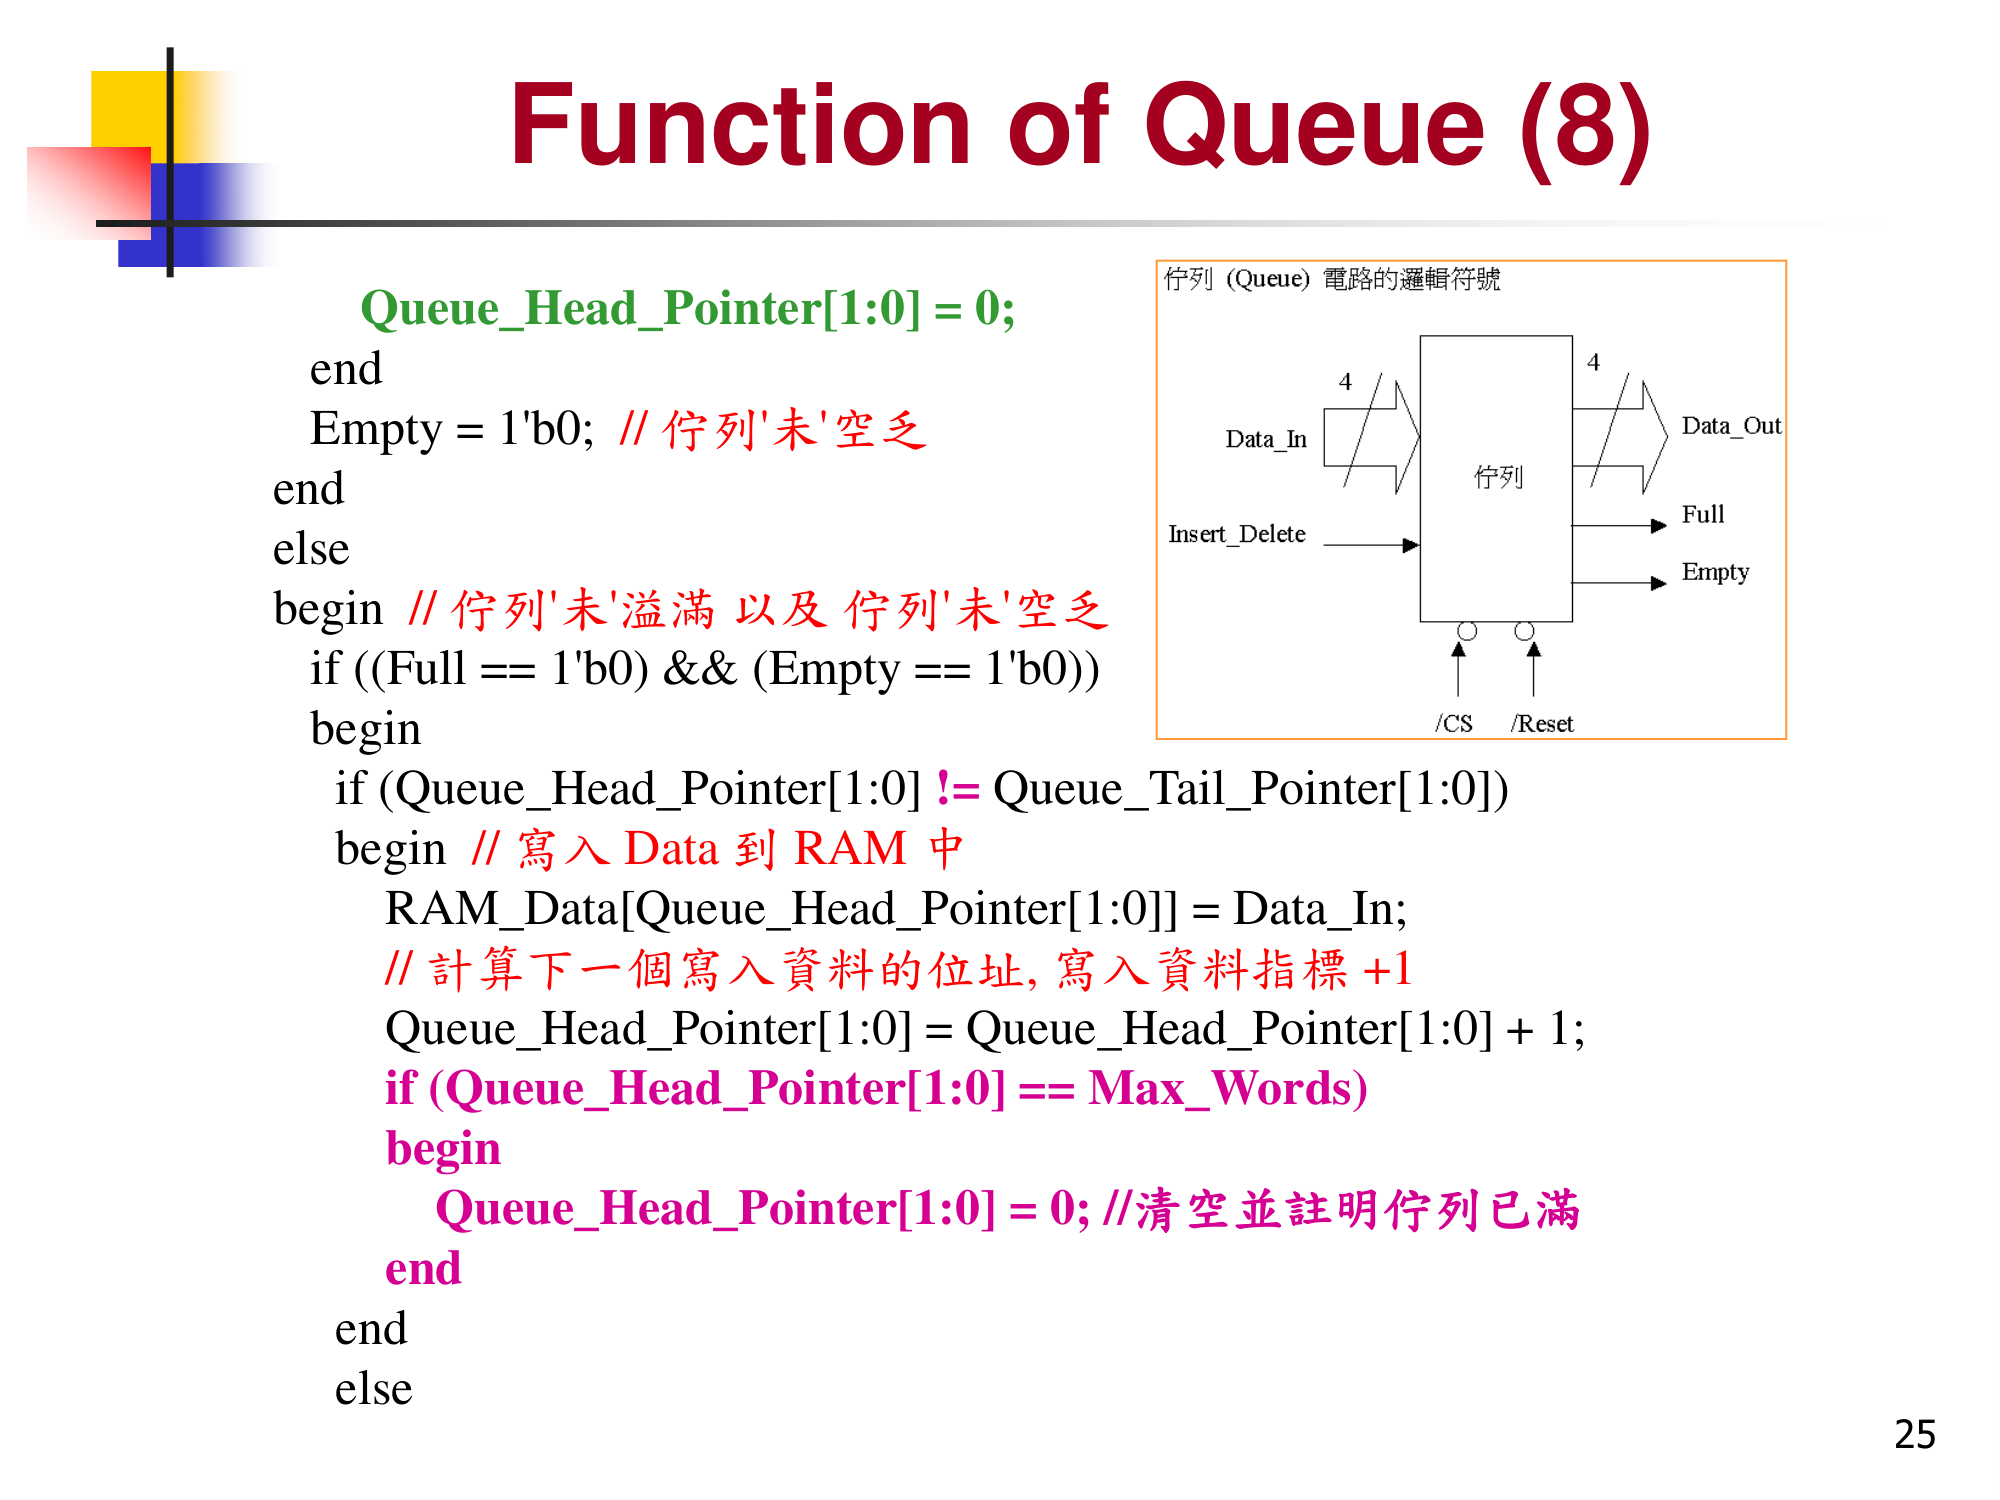 Function of Queue (8)
Queue_Head_Pointer[1:0] = 0;
end
Empty = 1'b0; // 佇列'未'空乏
end
else
begin // 佇列'未'溢滿 以及 佇列'未'空乏
if ((Full == 1'b0) && (Empty == 1'b0))
begin
if (Queue_Head_Pointer[1:0] != Queue_Tail_Pointer[1:0])
begin // 寫入 Data 到 RAM 中
RAM_Data[Queue_Head_Pointer[1:0]] = Data_In;
// 計算下一個寫入資料的位址, 寫入資料指標 +1
Queue_Head_Pointer[1:0] = Queue_Head_Pointer[1:0] + 1;
if (Queue_Head_Pointer[1:0] == Max_Words)
begin
Queue_Head_Pointer[1:0] = 0; //清空並註明佇列已滿
end
end
else
佇列 (Queue) 電路的邏輯符號
4
4
Data_In
Data_Out
佇列
Insert_Delete
Full
Empty
/CS
/Reset
25